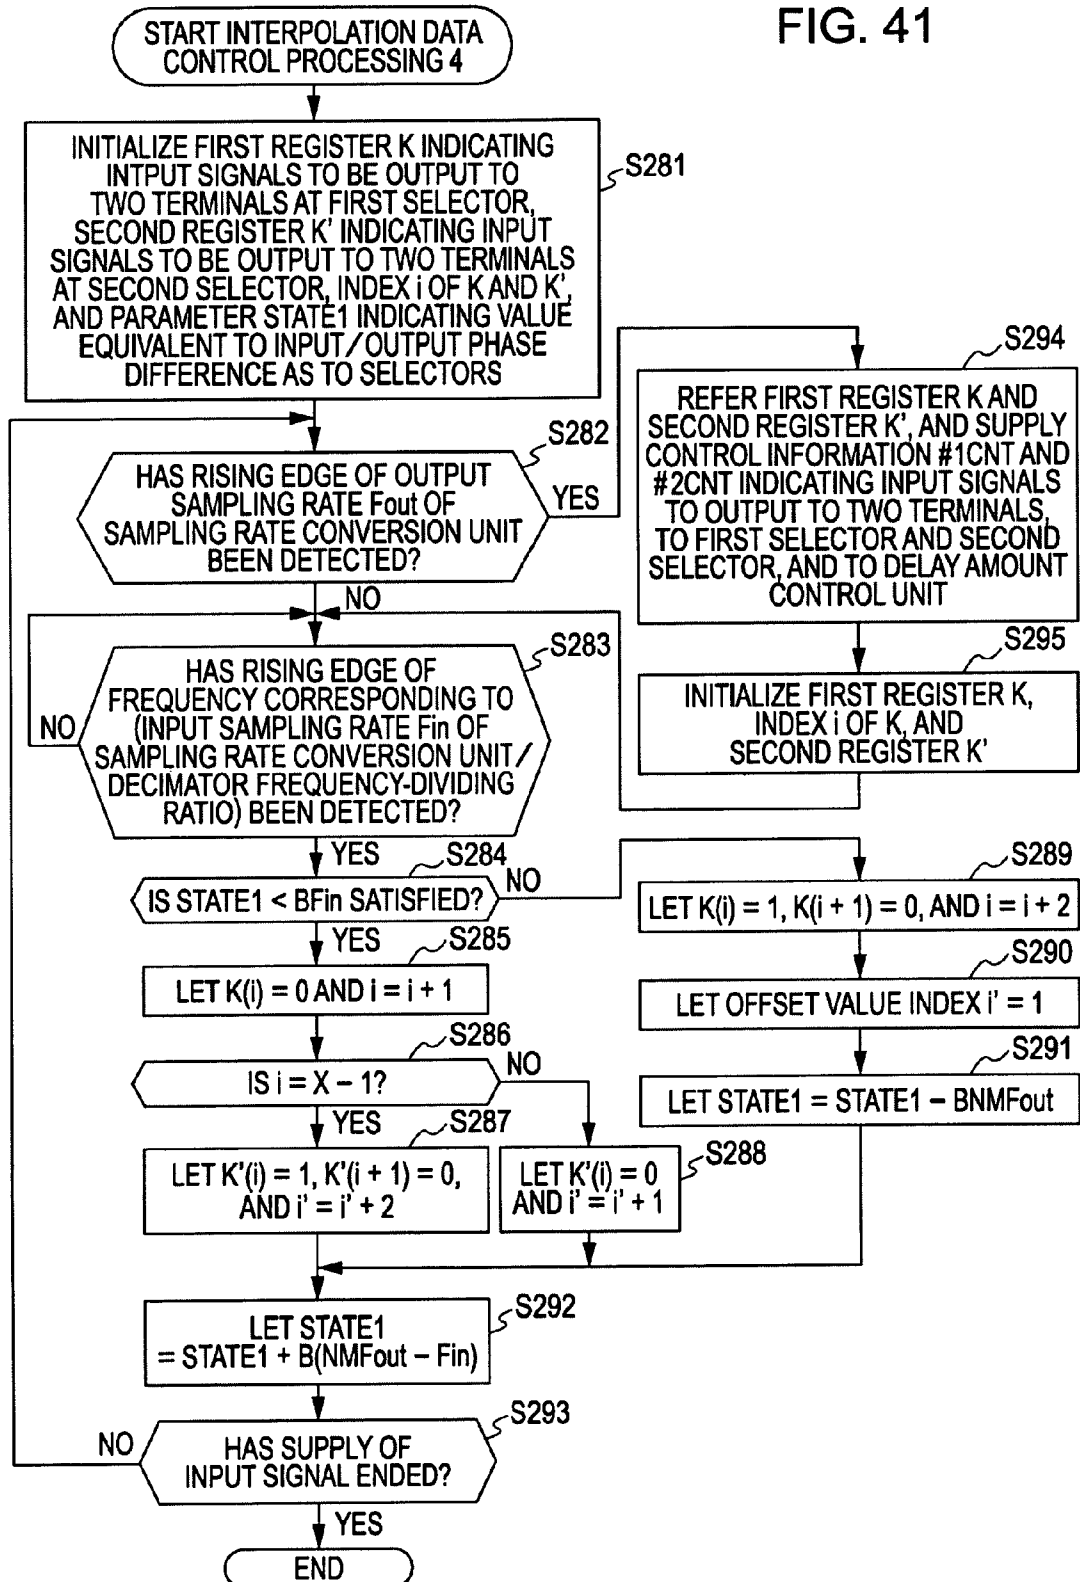 FIG. 41
START INTERPOLATION DATA
CONTROL PROCESSING 4
INITIALIZE FIRST REGISTER K INDICATING
INTPUT SIGNALS TO BE OUTPUT TO
TWO TERMINALS AT FIRST SELECTOR,
SECOND REGISTER K' INDICATING INPUT
SIGNALS TO BE OUTPUT TO TWO TERMINALS
AT SECOND SELECTOR, INDEX i OF K AND K',
AND PARAMETER STATE1 INDICATING VALUE
EQUIVALENT TO INPUT/OUTPUT PHASE
DIFFERENCE AS TO SELECTORS
S281
HAS RISING EDGE OF OUTPUT
SAMPLING RATE Fout OF
SAMPLING RATE CONVERSION UNIT
BEEN DETECTED?
S282
YES
NO
S294
REFER FIRST REGISTER K AND
SECOND REGISTER K', AND SUPPLY
CONTROL INFORMATION #1CNT AND
#2CNT INDICATING INPUT SIGNALS
TO OUTPUT TO TWO TERMINALS,
TO FIRST SELECTOR AND SECOND
SELECTOR, AND TO DELAY AMOUNT
CONTROL UNIT
S295
INITIALIZE FIRST REGISTER K,
INDEX i OF K, AND
SECOND REGISTER K'
S283
HAS RISING EDGE OF
FREQUENCY CORRESPONDING TO
(INPUT SAMPLING RATE Fin OF
SAMPLING RATE CONVERSION UNIT/
DECIMATOR FREQUENCY-DIVIDING
RATIO) BEEN DETECTED?
NO
YES
S284
IS STATE1 < BFin SATISFIED?
NO
YES
S285
LET K(i) = 0 AND i = i + 1
S286
IS i = X – 1?
NO
YES
S287
LET K'(i) = 1, K'(i + 1) = 0,
AND i' = i' + 2
S288
LET K'(i) = 0
AND i' = i' + 1
S289
LET K(i) = 1, K(i + 1) = 0, AND i = i + 2
S290
LET OFFSET VALUE INDEX i' = 1
S291
LET STATE1 = STATE1 – BNMFout
S292
LET STATE1
= STATE1 + B(NMFout – Fin)
S293
HAS SUPPLY OF
INPUT SIGNAL ENDED?
NO
YES
END